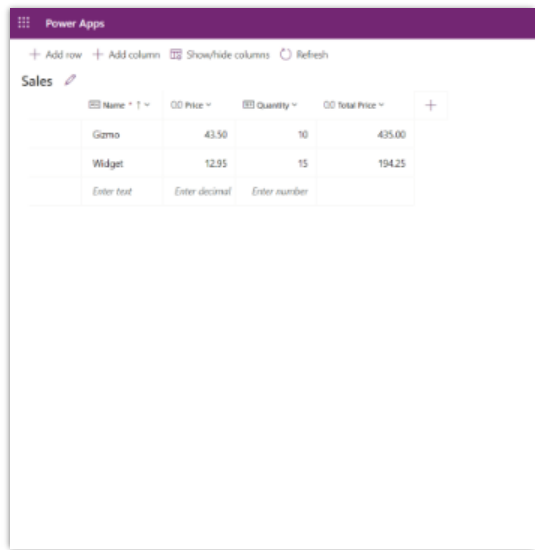 Power Apps
Add row Add column Show/hide columns Refresh
Sales
Name * ↑ Price Quantity Total Price
Gizmo 43.50 10 435.00
Widget 12.95 15 194.25
Enter text Enter decimal Enter number